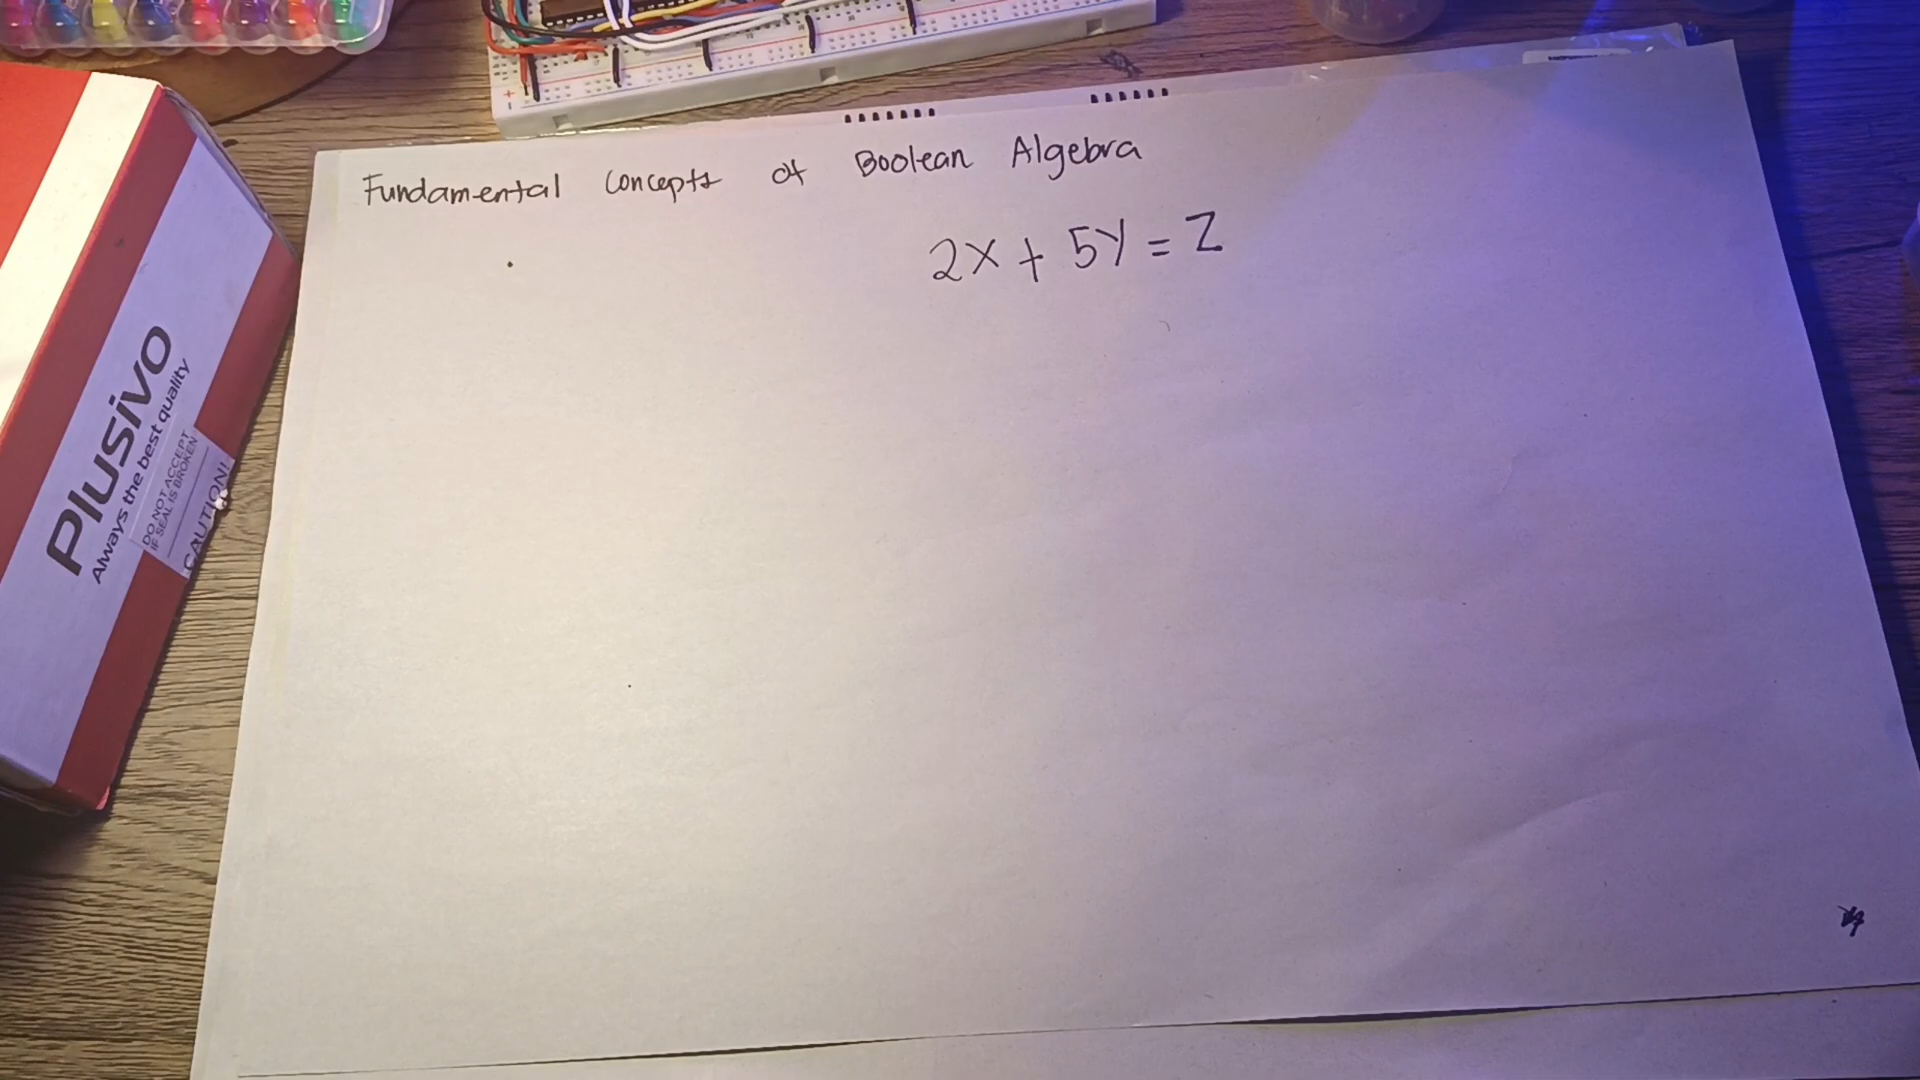 Fundamental Concepts of Boolean Algebra
2X + 5Y = Z
Plusivo
Always the best quality
DO NOT ACCEPT
IF SEAL IS BROKEN
CAUTION!